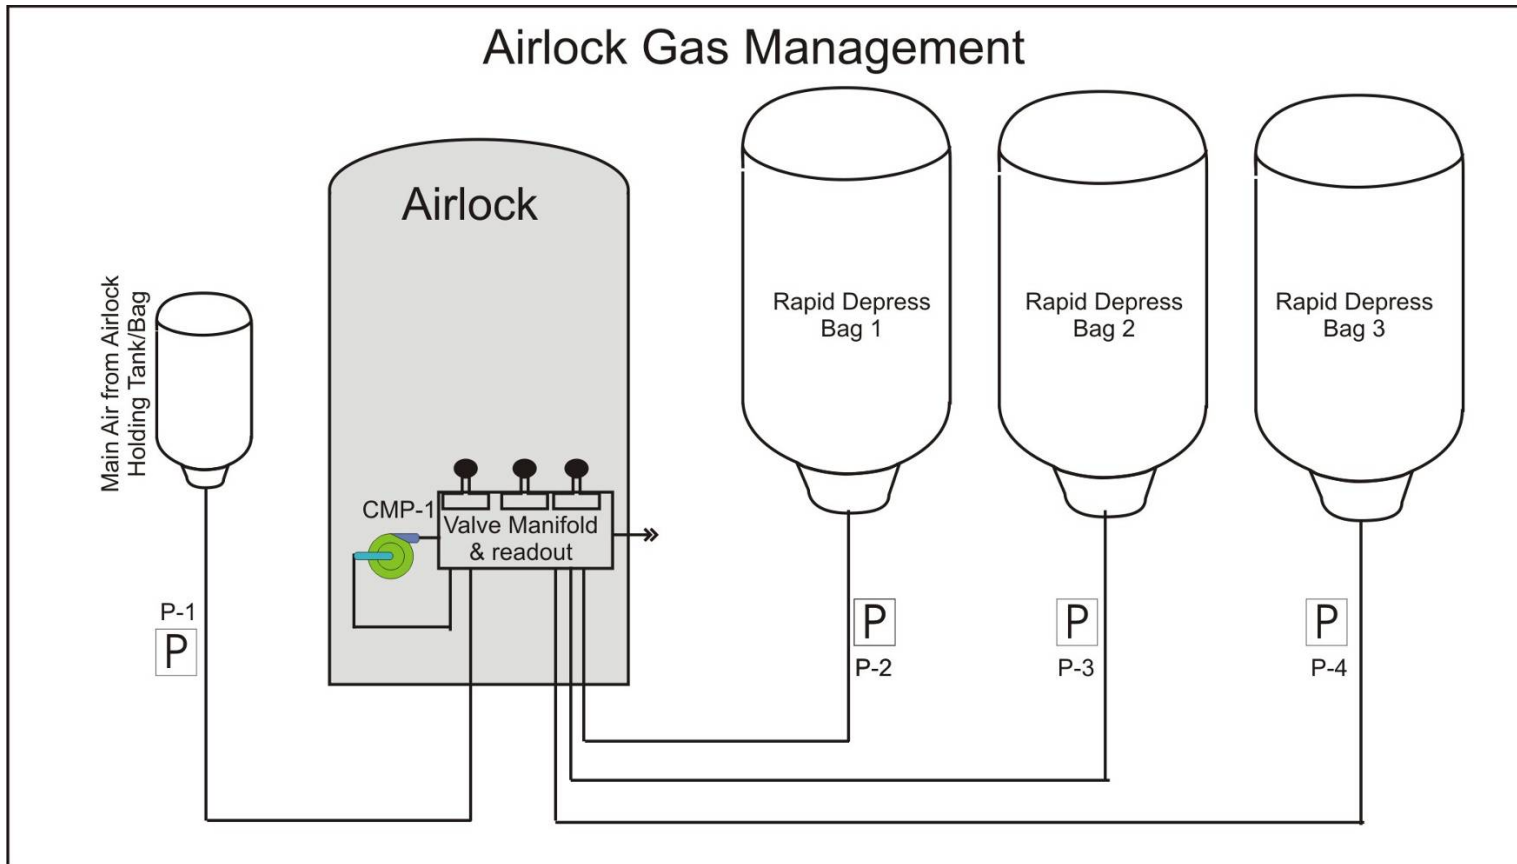 Airlock Gas Management
Airlock
Main Air from Airlock
Holding Tank/Bag
Rapid Depress
Bag 1
Rapid Depress
Bag 2
Rapid Depress
Bag 3
CMP-1
Valve Manifold
& readout
P-1
P
P
P-2
P
P-3
P
P-4